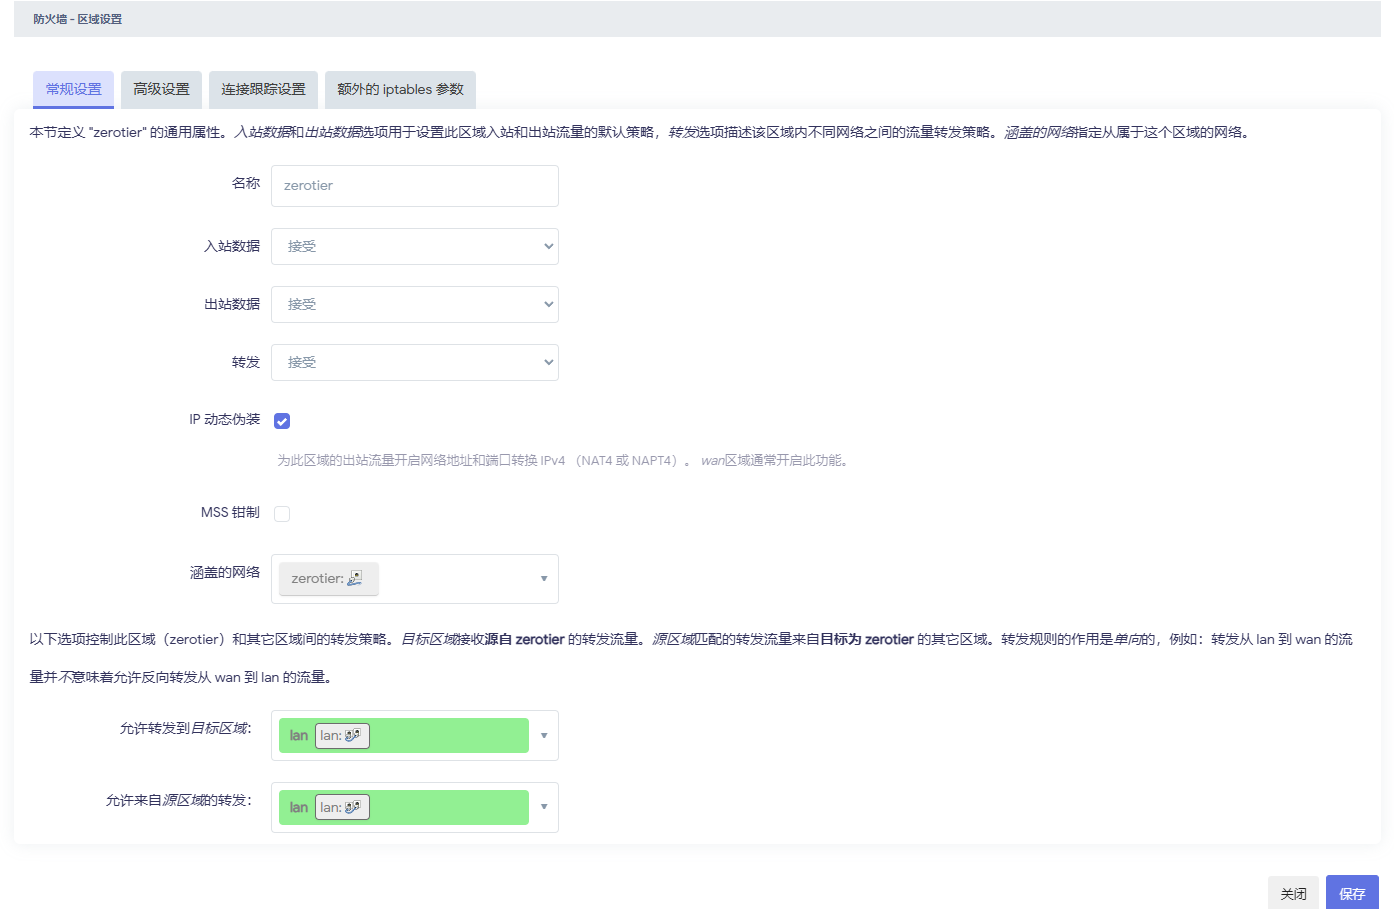 防火墙 - 区域设置
常规设置 高级设置 连接跟踪设置 额外的 iptables 参数
本节定义 "zerotier" 的通用属性。入站数据和出站数据选项用于设置此区域入站和出站流量的默认策略，转发选项描述该区域内不同网络之间的流量转发策略。涵盖的网络指定从属于这个区域的网络。
名称 zerotier
入站数据 接受
出站数据 接受
转发 接受
IP 动态伪装
为此区域的出站流量开启网络地址和端口转换 IPv4 （NAT4 或 NAPT4）。 wan区域通常开启此功能。
MSS 钳制
涵盖的网络 zerotier:
以下选项控制此区域（zerotier）和其它区域间的转发策略。目标区域接收源自 zerotier 的转发流量。源区域匹配的转发流量来自目标为 zerotier 的其它区域。转发规则的作用是单向的，例如：转发从 lan 到 wan 的流
量并不意味着允许反向转发从 wan 到 lan 的流量。
允许转发到目标区域： lan lan:
允许来自源区域的转发： lan lan:
关闭 保存